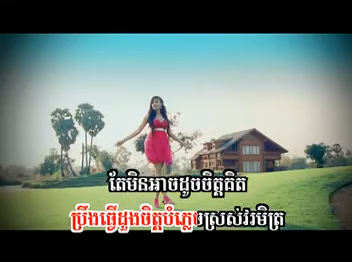 តែមិនអាចដូចចិត្តគិត
ប្រឹងធ្វើដួងចិត្តបំភ្លេចស្រស់វរមិត្រ